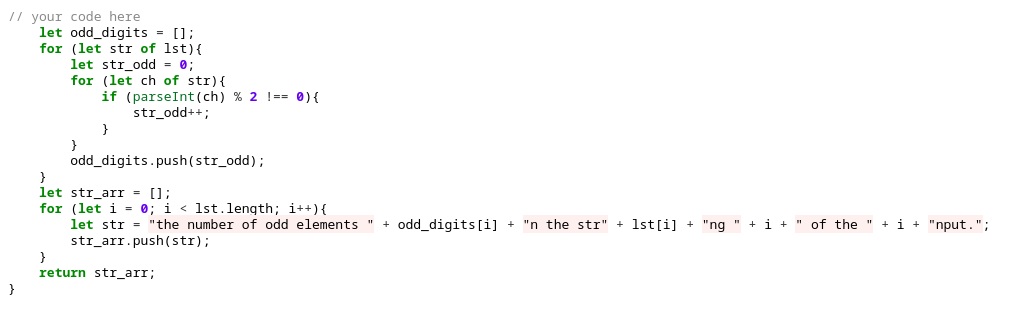 // your code here
    let odd_digits = [];
    for (let str of lst){
        let str_odd = 0;
        for (let ch of str){
            if (parseInt(ch) % 2 !== 0){
                str_odd++;
            }
        }
        odd_digits.push(str_odd);
    }
    let str_arr = [];
    for (let i = 0; i < lst.length; i++){
        let str = "the number of odd elements " + odd_digits[i] + "n the str" + lst[i] + "ng " + i + " of the " + i + "nput.";
        str_arr.push(str);
    }
    return str_arr;
}